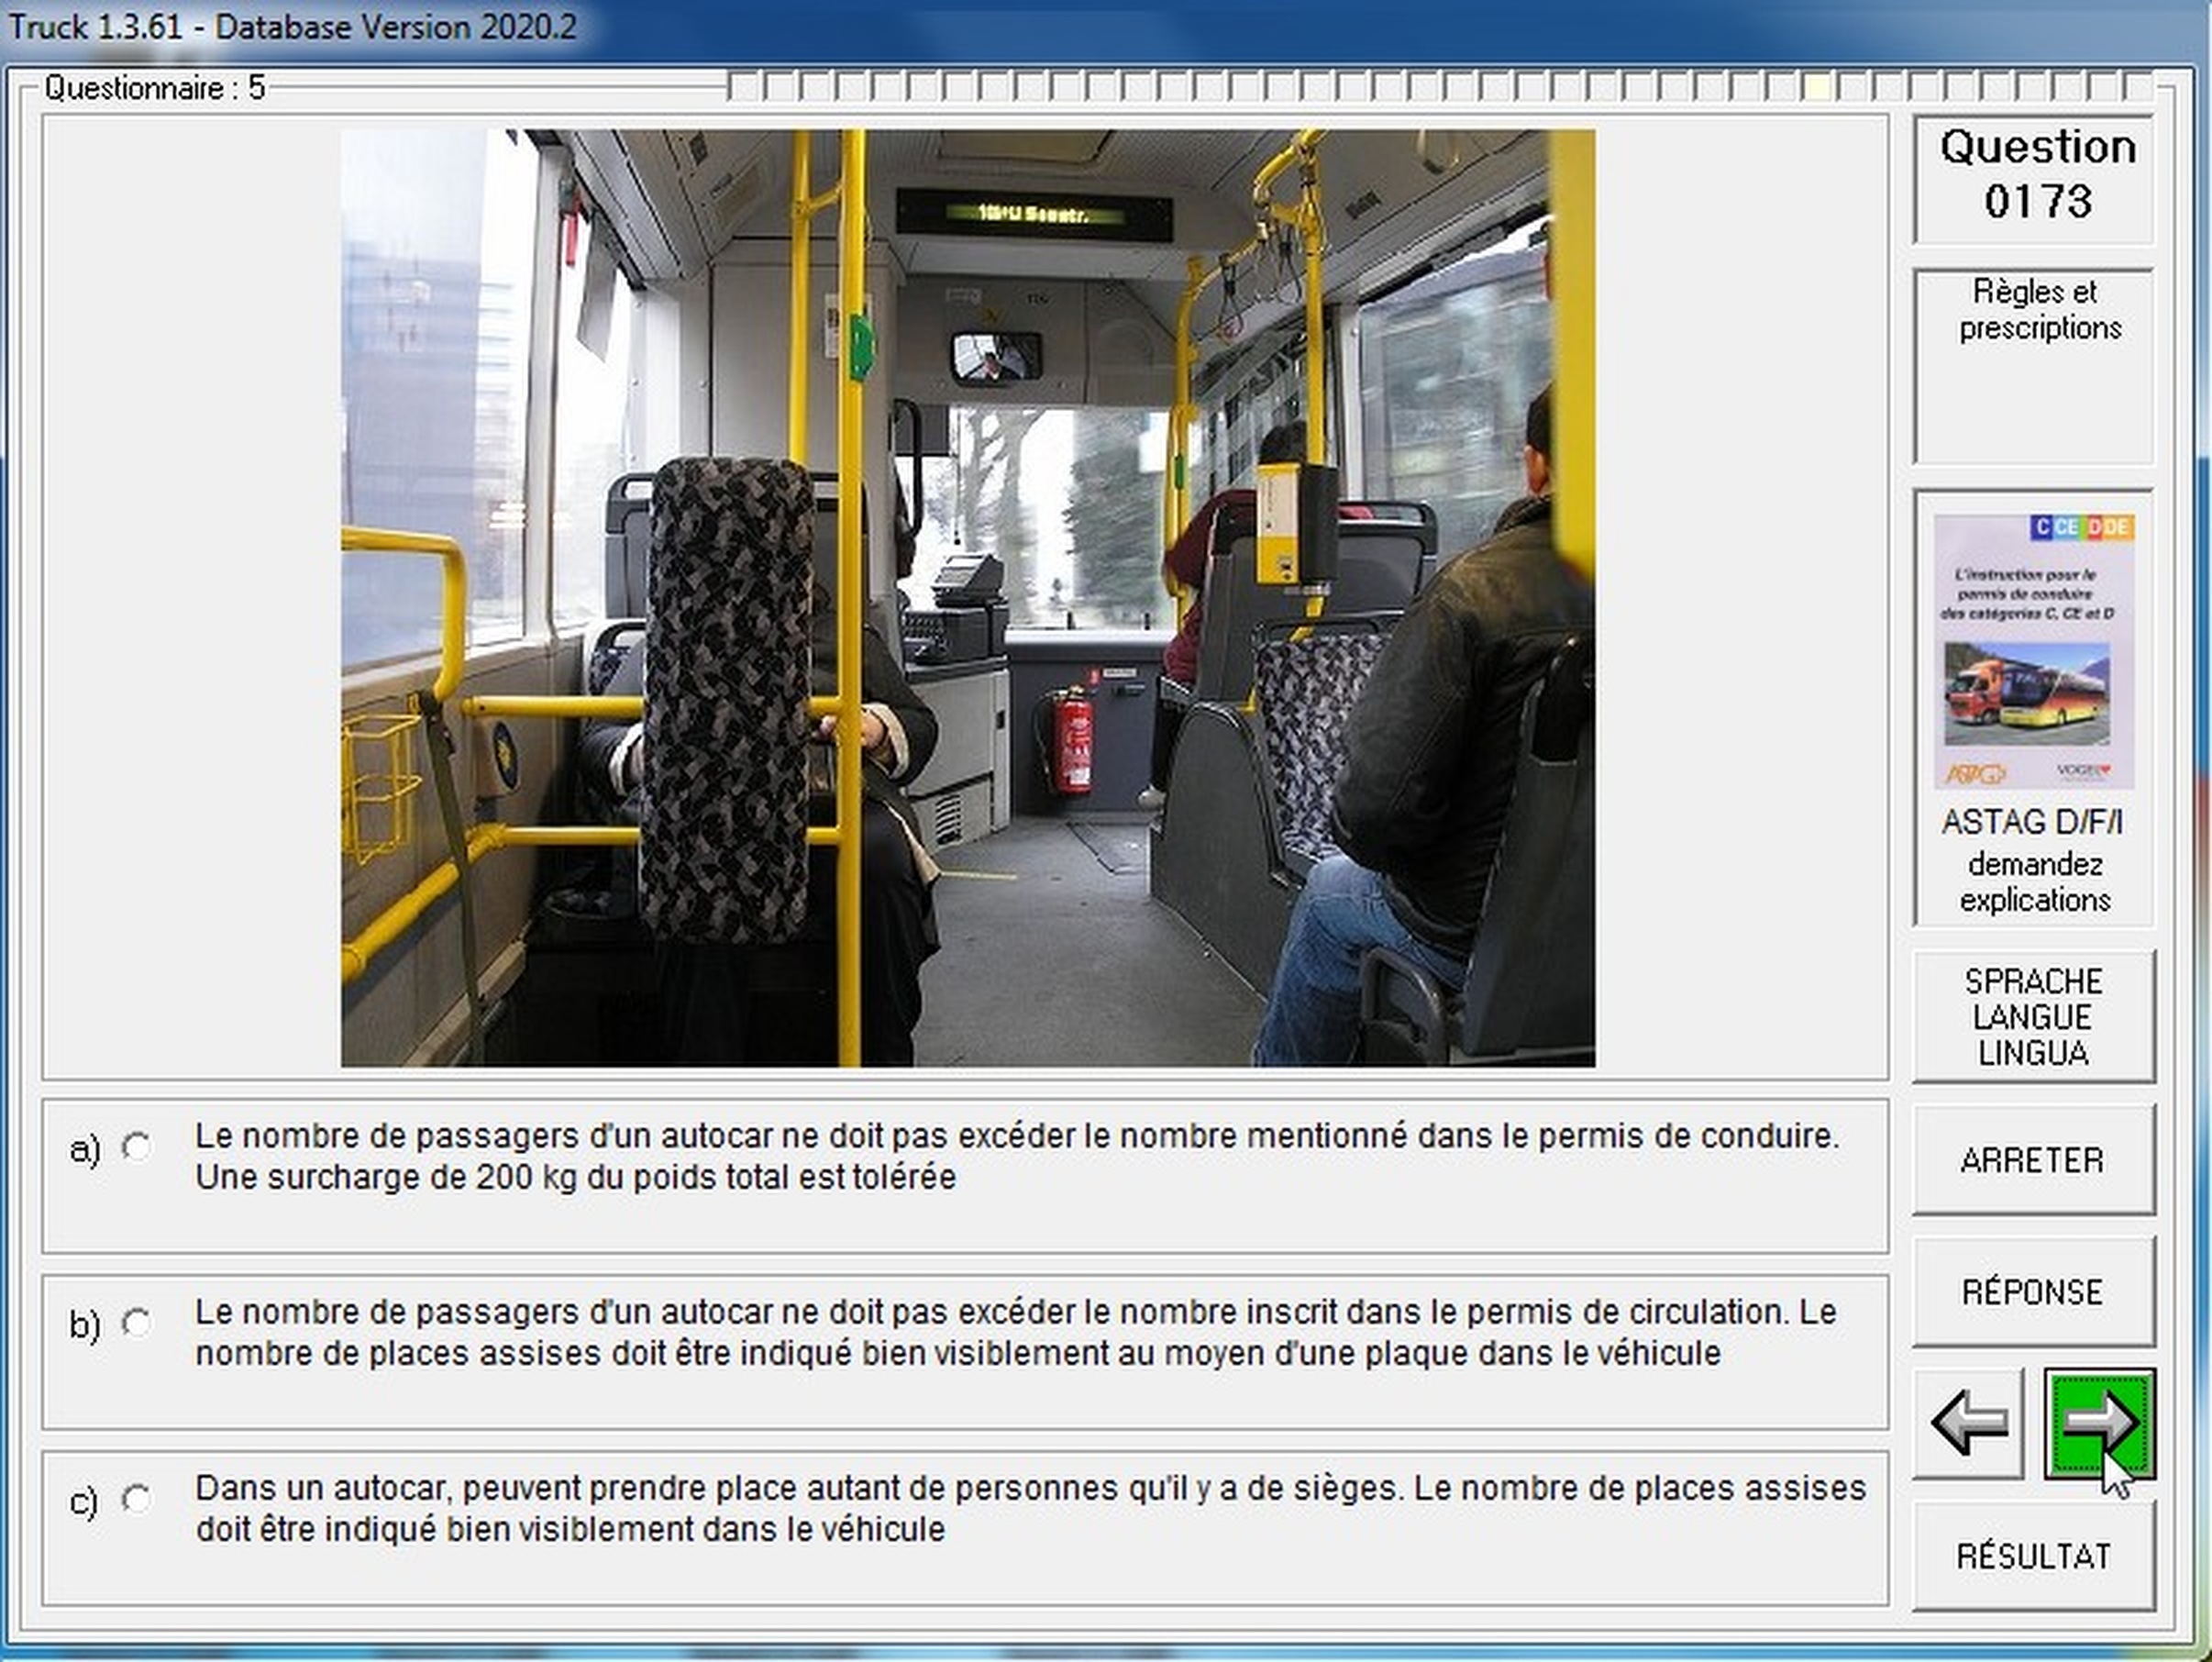 Truck 1.3.61 - Database Version 2020.2
Questionnaire : 5
Question
0173
Règles et
prescriptions
C CE D DE
L'instruction pour le
permis de conduire
des catégories C, CE et D
ASTAG
VOGEL
ASTAG D/F/I
demandez
explications
SPRACHE
LANGUE
LINGUA
ARRETER
RÉPONSE
RÉSULTAT
a) Le nombre de passagers d'un autocar ne doit pas excéder le nombre mentionné dans le permis de conduire.
Une surcharge de 200 kg du poids total est tolérée
b) Le nombre de passagers d'un autocar ne doit pas excéder le nombre inscrit dans le permis de circulation. Le
nombre de places assises doit être indiqué bien visiblement au moyen d'une plaque dans le véhicule
c) Dans un autocar, peuvent prendre place autant de personnes qu'il y a de sièges. Le nombre de places assises
doit être indiqué bien visiblement dans le véhicule